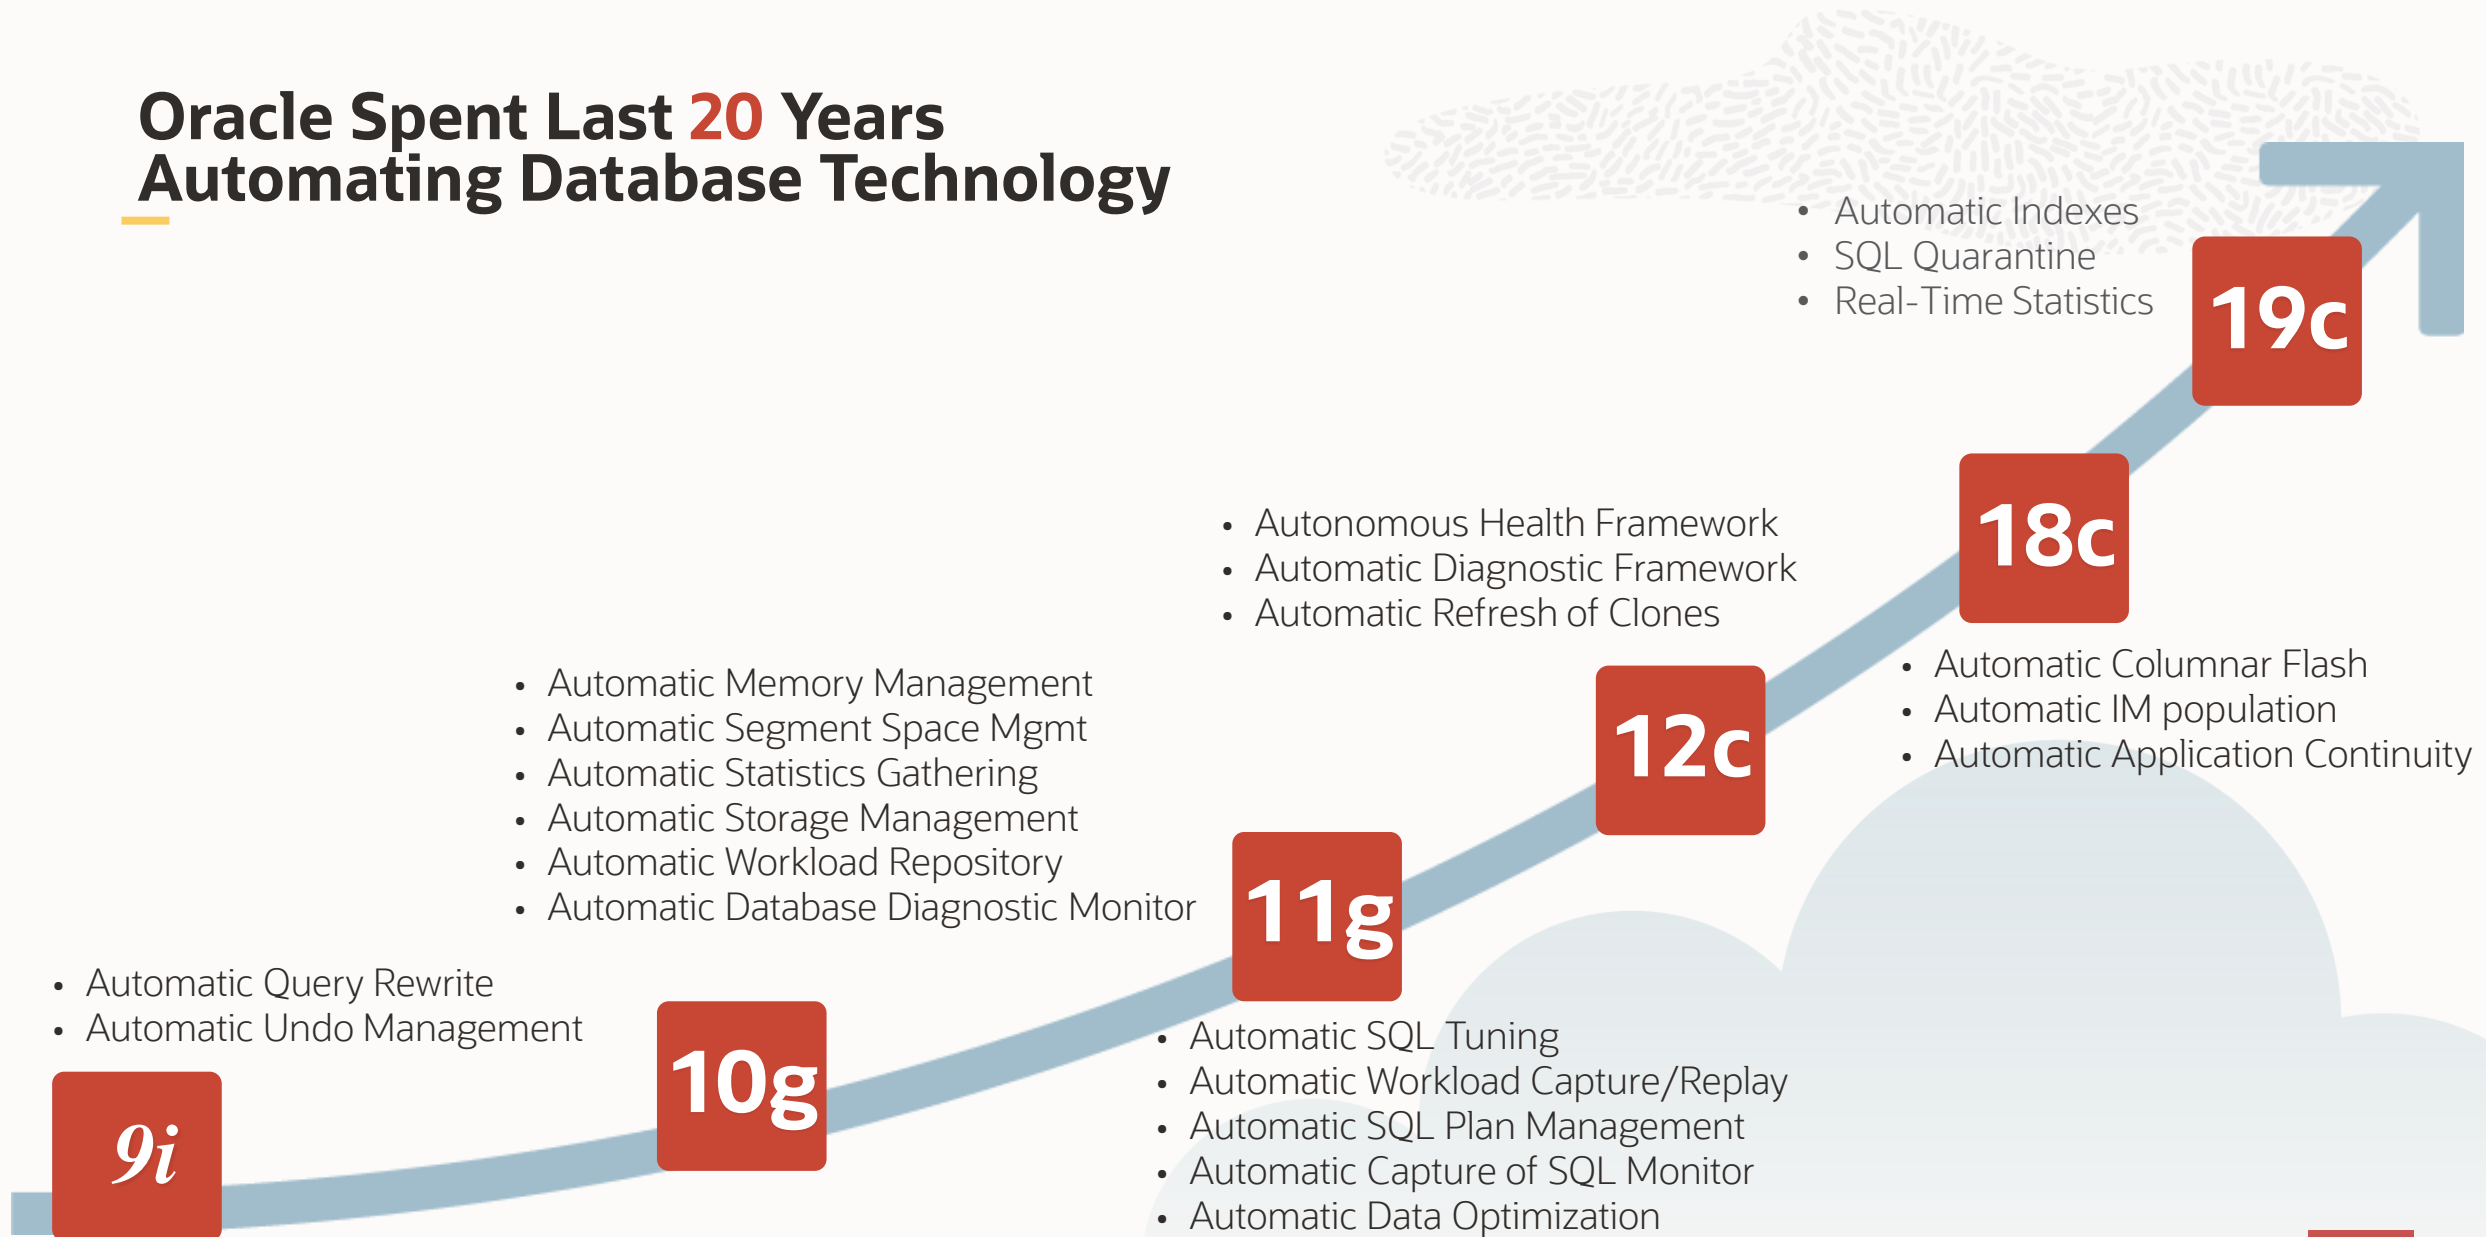 Oracle Spent Last 20 Years
Automating Database Technology
• Automatic Indexes
• SQL Quarantine
• Real-Time Statistics
19c
18c
• Autonomous Health Framework
• Automatic Diagnostic Framework
• Automatic Refresh of Clones
• Automatic Columnar Flash
• Automatic IM population
• Automatic Application Continuity
12c
• Automatic Memory Management
• Automatic Segment Space Mgmt
• Automatic Statistics Gathering
• Automatic Storage Management
• Automatic Workload Repository
• Automatic Database Diagnostic Monitor
11g
• Automatic Query Rewrite
• Automatic Undo Management
10g
• Automatic SQL Tuning
• Automatic Workload Capture/Replay
• Automatic SQL Plan Management
• Automatic Capture of SQL Monitor
• Automatic Data Optimization
9i